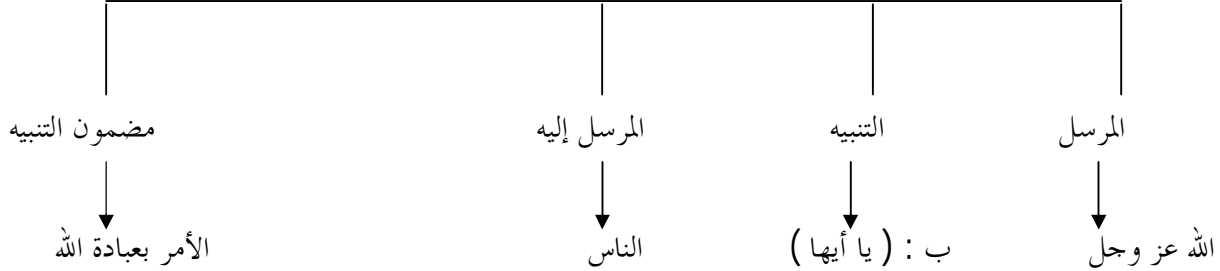 المرسل التنبيه المرسل إليه مضمون التنبيه
الله عز وجل ب : ( يا أيها ) الناس الأمر بعبادة الله